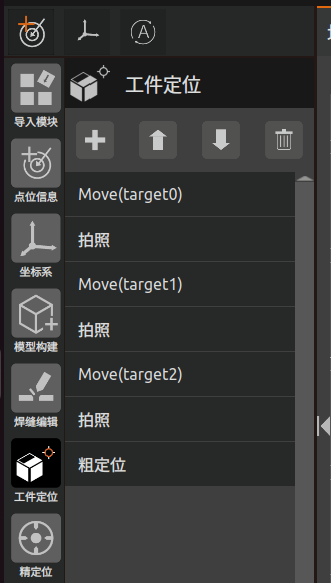 A
导入模块
点位信息
坐标系
模型构建
焊缝编辑
工件定位
精定位
工件定位
Move(target0)
拍照
Move(target1)
拍照
Move(target2)
拍照
粗定位